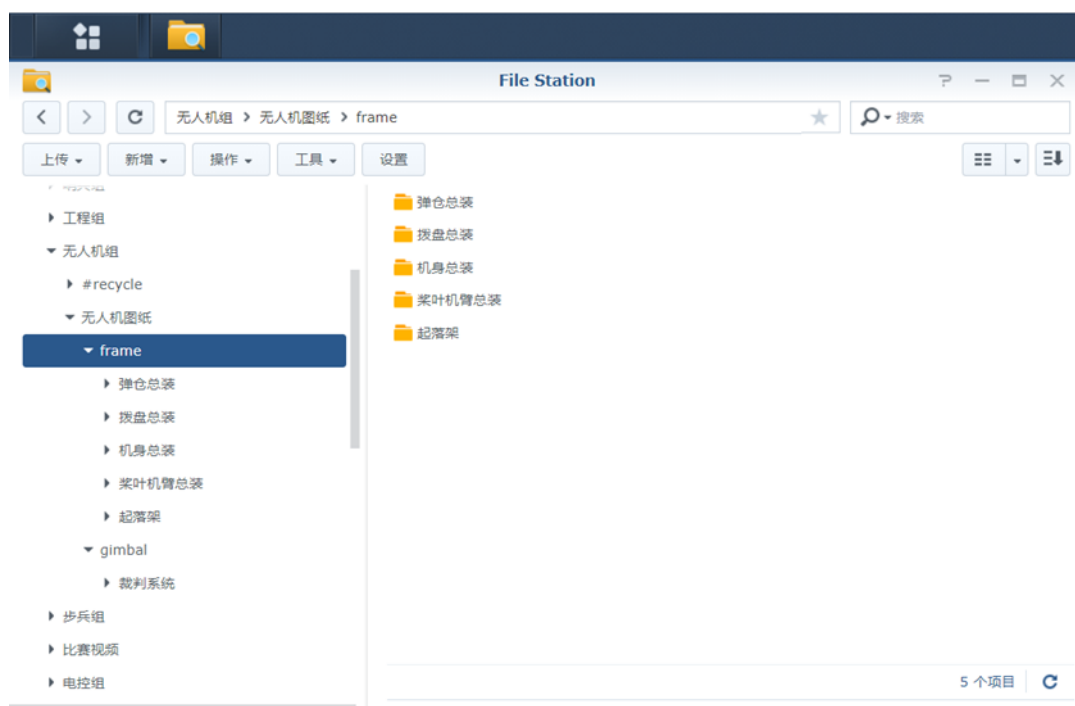 File Station
无人机组 > 无人机图纸 > frame
搜索
上传
新增
操作
工具
设置
工程组
无人机组
#recycle
无人机图纸
frame
弹仓总装
拨盘总装
机身总装
桨叶机臂总装
起落架
gimbal
裁判系统
步兵组
比赛视频
电控组
弹仓总装
拨盘总装
机身总装
桨叶机臂总装
起落架
5 个项目